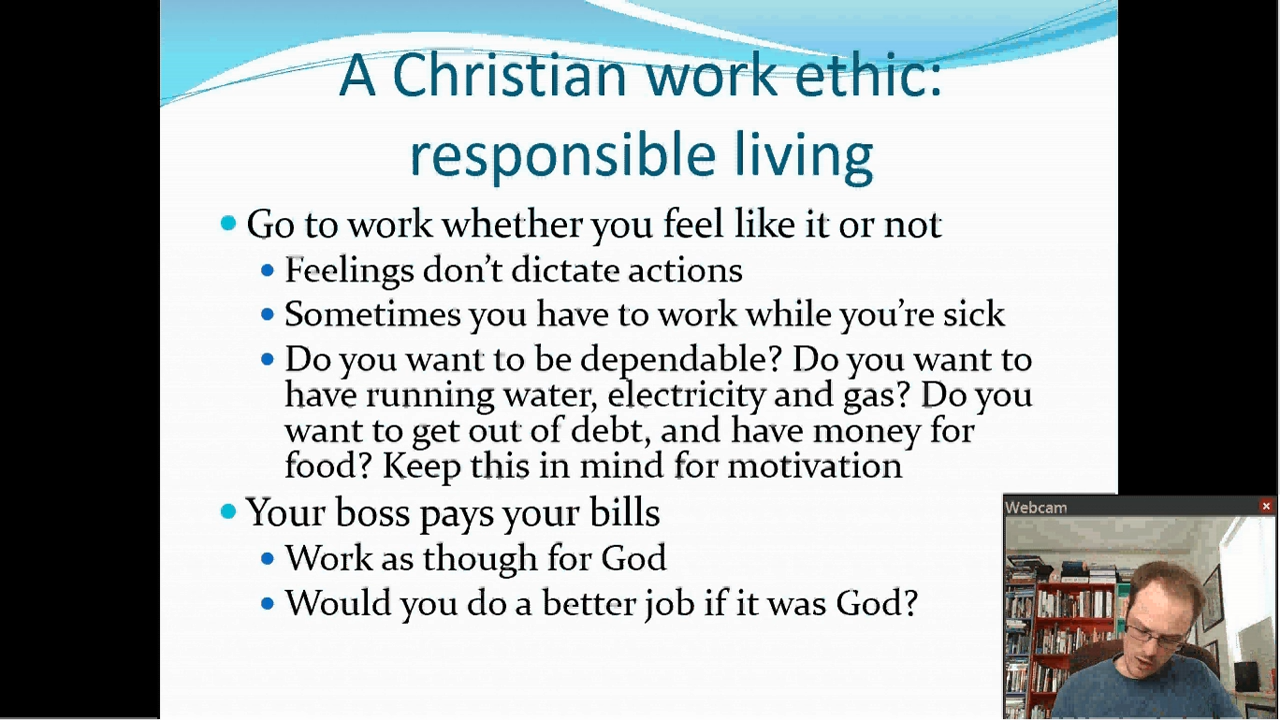 A Christian work ethic:
responsible living
Go to work whether you feel like it or not
Feelings don't dictate actions
Sometimes you have to work while you're sick
Do you want to be dependable? Do you want to
have running water, electricity and gas? Do you
want to get out of debt, and have money for
food? Keep this in mind for motivation
Your boss pays your bills
Work as though for God
Would you do a better job if it was God?
Webcam